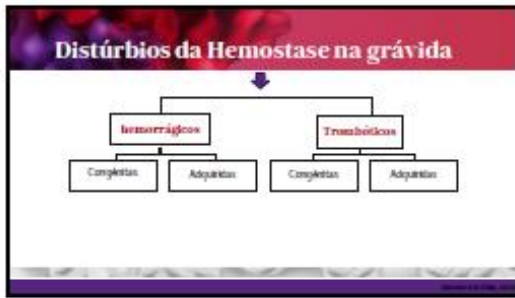 Distúrbios da Hemostase na grávida
hemorrágicos
Trombóticos
Congénitas
Adquiridas
Congénitas
Adquiridas